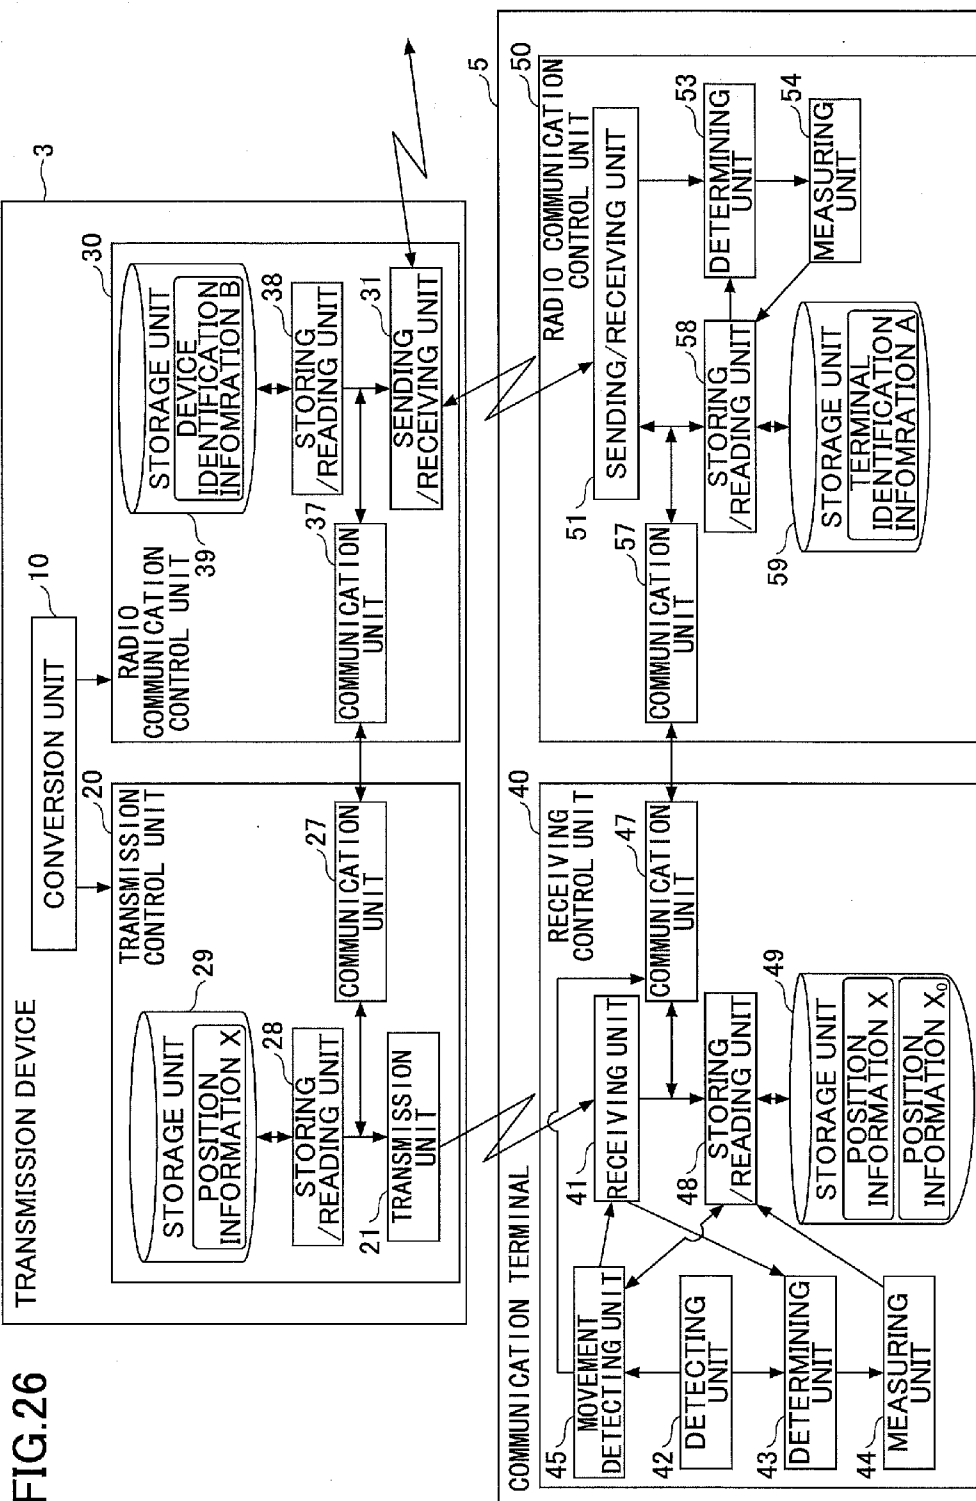 FIG.26
TRANSMISSION DEVICE
3
CONVERSION UNIT
10
TRANSMISSION
CONTROL UNIT
20
STORAGE UNIT
29
POSITION
INFORMATION X
STORING
/READING UNIT
28
TRANSMISSION
UNIT
21
COMMUNICATION
UNIT
27
RADIO
COMMUNICATION
CONTROL UNIT
30
STORAGE UNIT
39
DEVICE
IDENTIFICATION
INFOMRATION B
STORING
/READING UNIT
38
SENDING
/RECEIVING UNIT
31
COMMUNICATION
UNIT
37
COMMUNICATION TERMINAL
5
RECEIVING
CONTROL UNIT
40
MOVEMENT
DETECTING UNIT
45
DETECTING
UNIT
42
DETERMINING
UNIT
43
MEASURING
UNIT
44
RECEIVING UNIT
41
STORING
/READING UNIT
48
COMMUNICATION
UNIT
47
STORAGE UNIT
49
POSITION
INFORMATION X
POSITION
INFORMATION X0
RADIO COMMUNICATION
CONTROL UNIT
50
SENDING/RECEIVING UNIT
51
COMMUNICATION
UNIT
57
STORING
/READING UNIT
58
DETERMINING
UNIT
53
MEASURING
UNIT
54
STORAGE UNIT
59
TERMINAL
IDENTIFICATION
INFOMRATION A